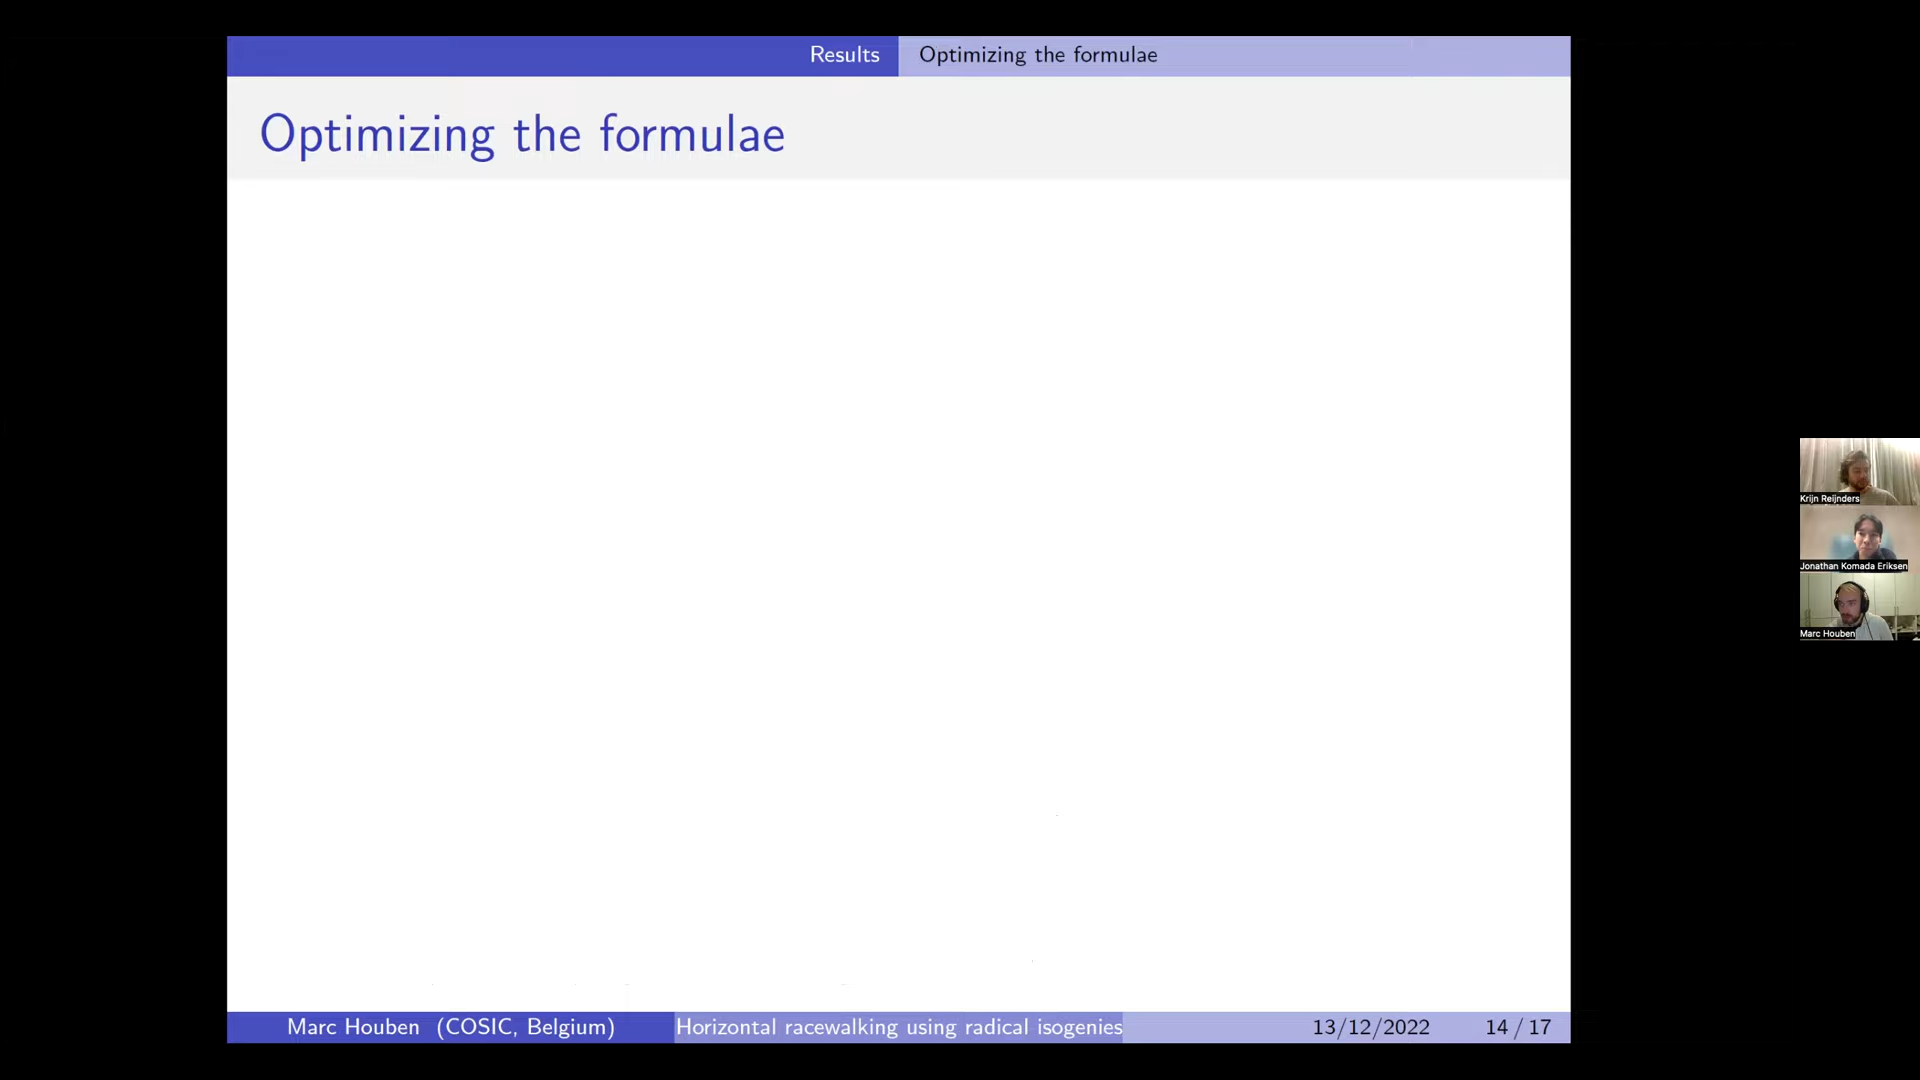 Results Optimizing the formulae
Optimizing the formulae
Krijn Reijnders
Jonathan Komada Eriksen
Marc Houben
Marc Houben (COSIC, Belgium) Horizontal racewalking using radical isogenies 13/12/2022 14 / 17